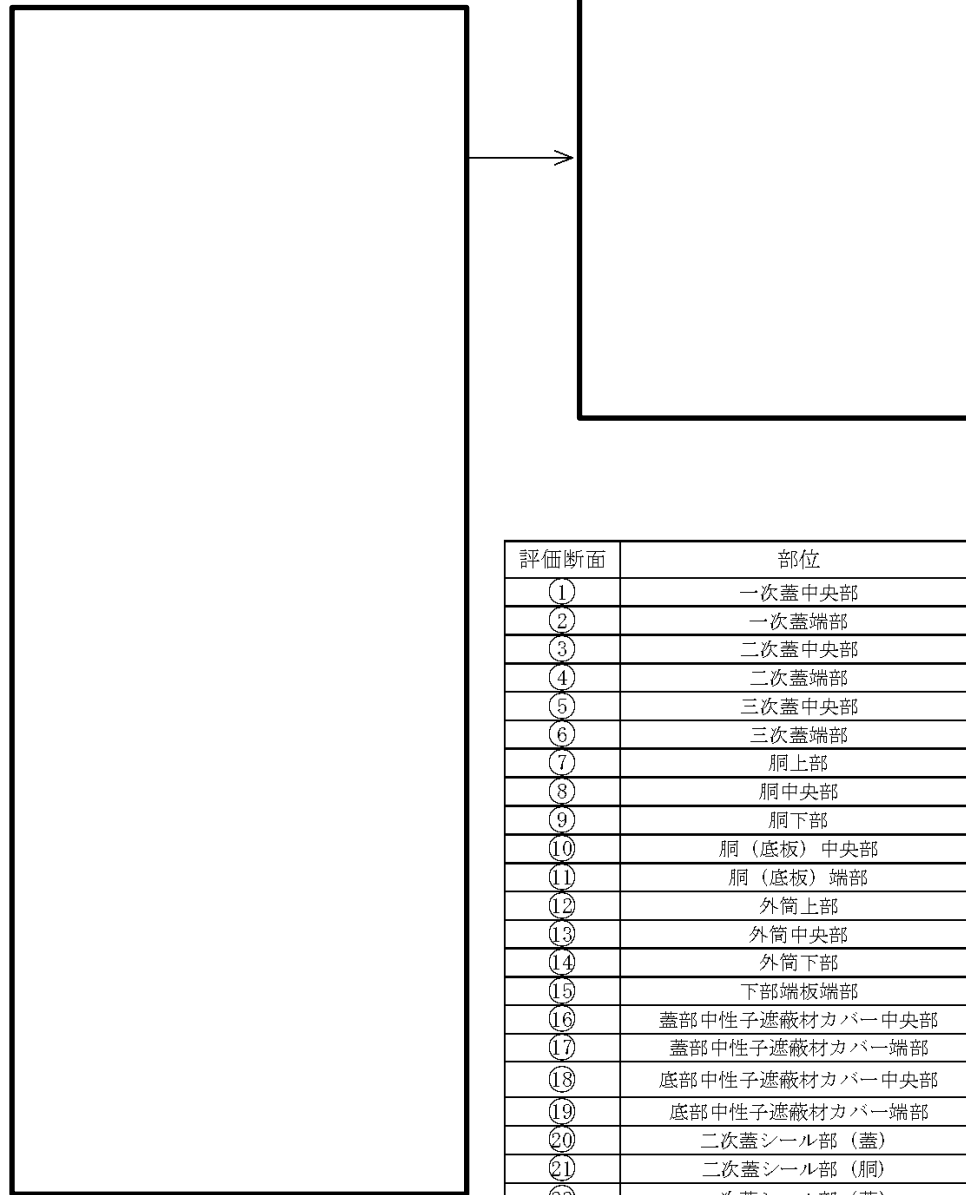 評価断面 部位
① 一次蓋中央部
② 一次蓋端部
③ 二次蓋中央部
④ 二次蓋端部
⑤ 三次蓋中央部
⑥ 三次蓋端部
⑦ 胴上部
⑧ 胴中央部
⑨ 胴下部
⑩ 胴（底板）中央部
⑪ 胴（底板）端部
⑫ 外筒上部
⑬ 外筒中央部
⑭ 外筒下部
⑮ 下部端板端部
⑯ 蓋部中性子遮蔽材カバー中央部
⑰ 蓋部中性子遮蔽材カバー端部
⑱ 底部中性子遮蔽材カバー中央部
⑲ 底部中性子遮蔽材カバー端部
⑳ 二次蓋シール部（蓋）
㉑ 二次蓋シール部（胴）